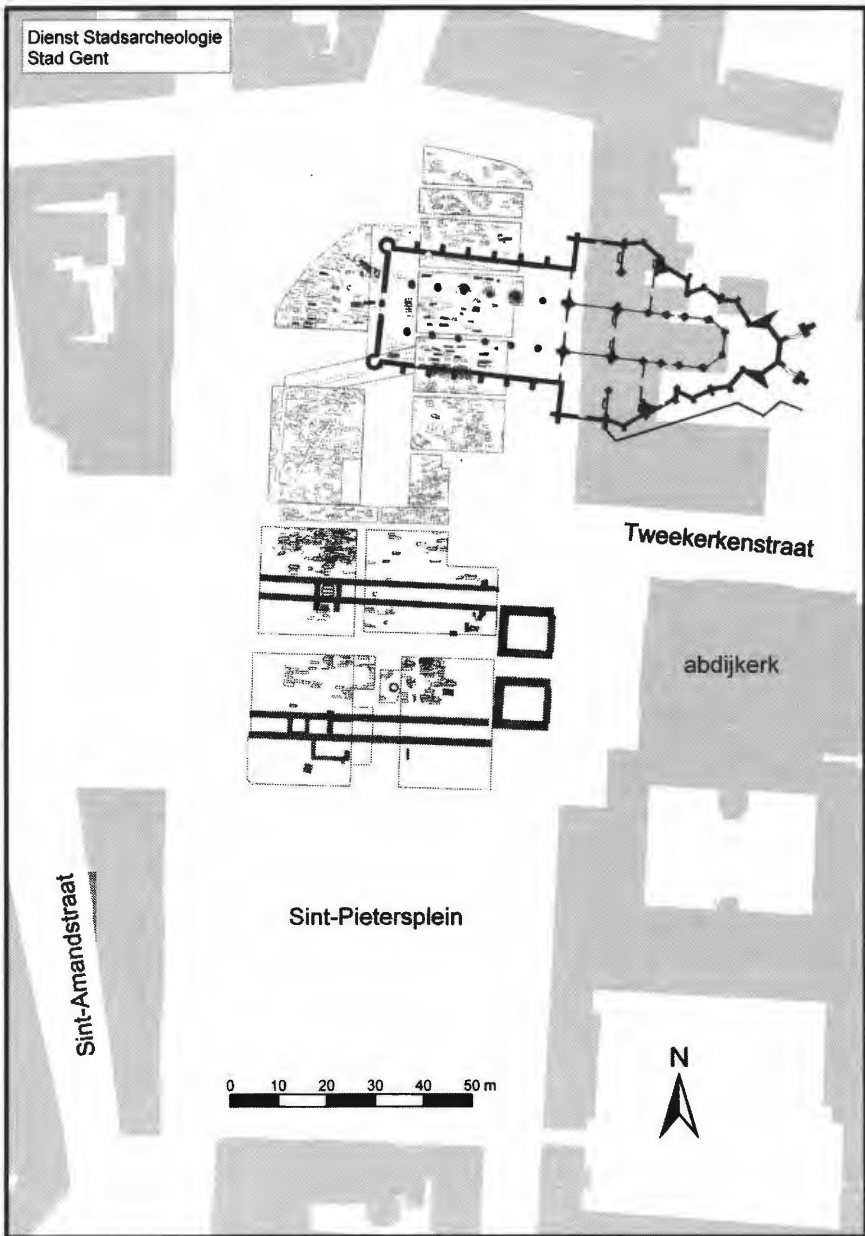 Dienst Stadsarcheologie
Stad Gent
Tweekerkenstraat
abdijkerk
Sint-Pietersplein
Sint-Amandstraat
N
0 10 20 30 40 50 m